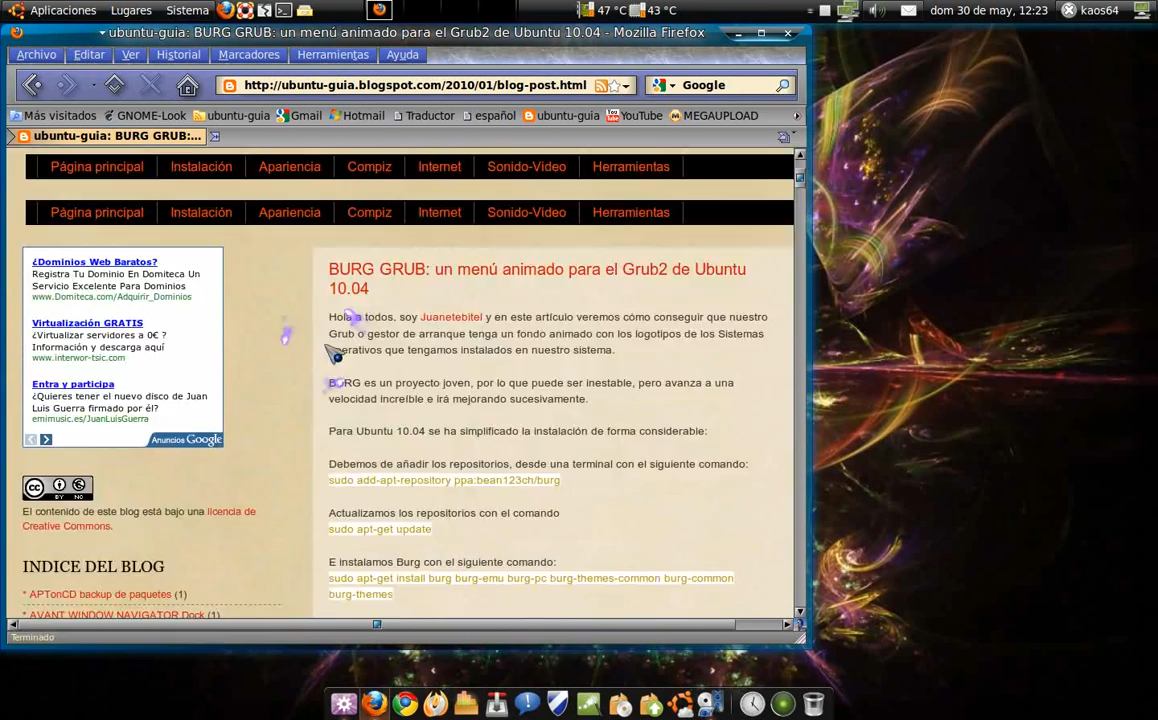 Aplicaciones Lugares Sistema 47 °C 43 °C dom 30 de may, 12:23 kaos64
ubuntu-guia: BURG GRUB: un menú animado para el Grub2 de Ubuntu 10.04 - Mozilla Firefox
Archivo Editar Ver Historial Marcadores Herramientas Ayuda
http://ubuntu-guia.blogspot.com/2010/01/blog-post.html Google
Más visitados GNOME-Look ubuntu-guia Gmail Hotmail Traductor español ubuntu-guia YouTube MEGAUPLOAD
ubuntu-guia: BURG GRUB:...
Página principal Instalación Apariencia Compiz Internet Sonido-Video Herramientas
Página principal Instalación Apariencia Compiz Internet Sonido-Video Herramientas
¿Dominios Web Baratos?
Registra Tu Dominio En Domiteca Un
Servicio Excelente Para Dominios
www.Domiteca.com/Adquirir_Dominios
Virtualización GRATIS
¿Virtualizar servidores a 0€ ?
Información y descarga aquí
www.interwor-tsic.com
Entra y participa
¿Quieres tener el nuevo disco de Juan
Luis Guerra firmado por él?
emimusic.es/JuanLuisGuerra
Anuncios Google
CC BY NC
El contenido de este blog está bajo una licencia de
Creative Commons.
INDICE DEL BLOG
* APTonCD backup de paquetes (1)
* AVANT WINDOW NAVIGATOR Dock (1)
BURG GRUB: un menú animado para el Grub2 de Ubuntu
10.04
Hola a todos, soy Juanetebitel y en este artículo veremos cómo conseguir que nuestro
Grub o gestor de arranque tenga un fondo animado con los logotipos de los Sistemas
erativos que tengamos instalados en nuestro sistema.
BURG es un proyecto joven, por lo que puede ser inestable, pero avanza a una
velocidad increíble e irá mejorando sucesivamente.
Para Ubuntu 10.04 se ha simplificado la instalación de forma considerable:
Debemos de añadir los repositorios, desde una terminal con el siguiente comando:
sudo add-apt-repository ppa:bean123ch/burg
Actualizamos los repositorios con el comando
sudo apt-get update
E instalamos Burg con el siguiente comando:
sudo apt-get install burg burg-emu burg-pc burg-themes-common burg-common
burg-themes
Terminado